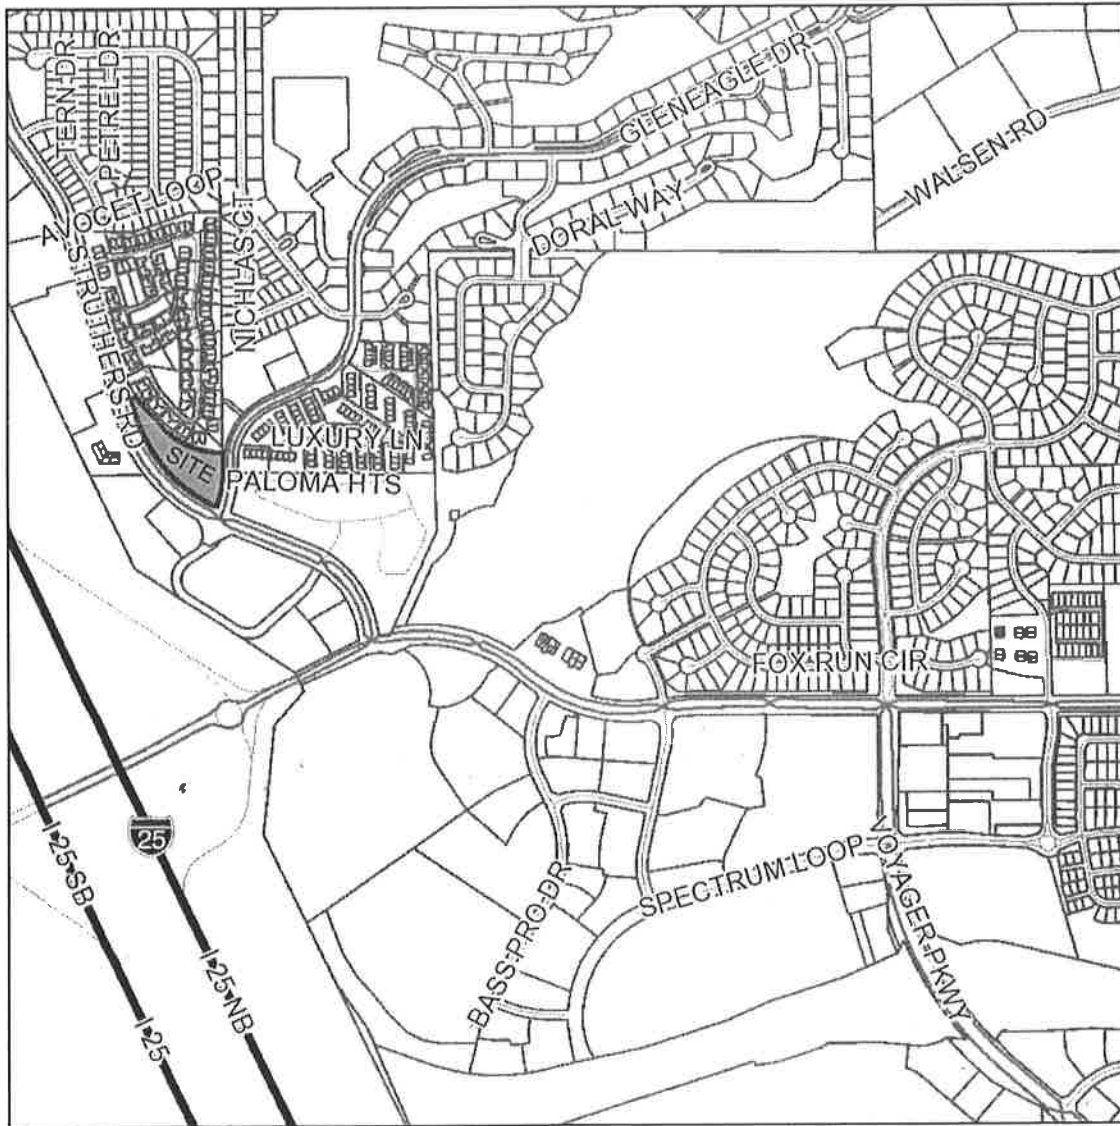 TERN DR
PETREL DR
GLENEAGLE DR
WALSEN RD
AVOCET LOOP
NICHLAS CT
DORAL WAY
STRUTHERS RD
LUXURY LN
SITE
PALOMA HTS
FOX RUN CIR
25
I 25 SB
I 25 NB
I 25
BASS PRO DR
SPECTRUM LOOP
VOYAGER PKWY